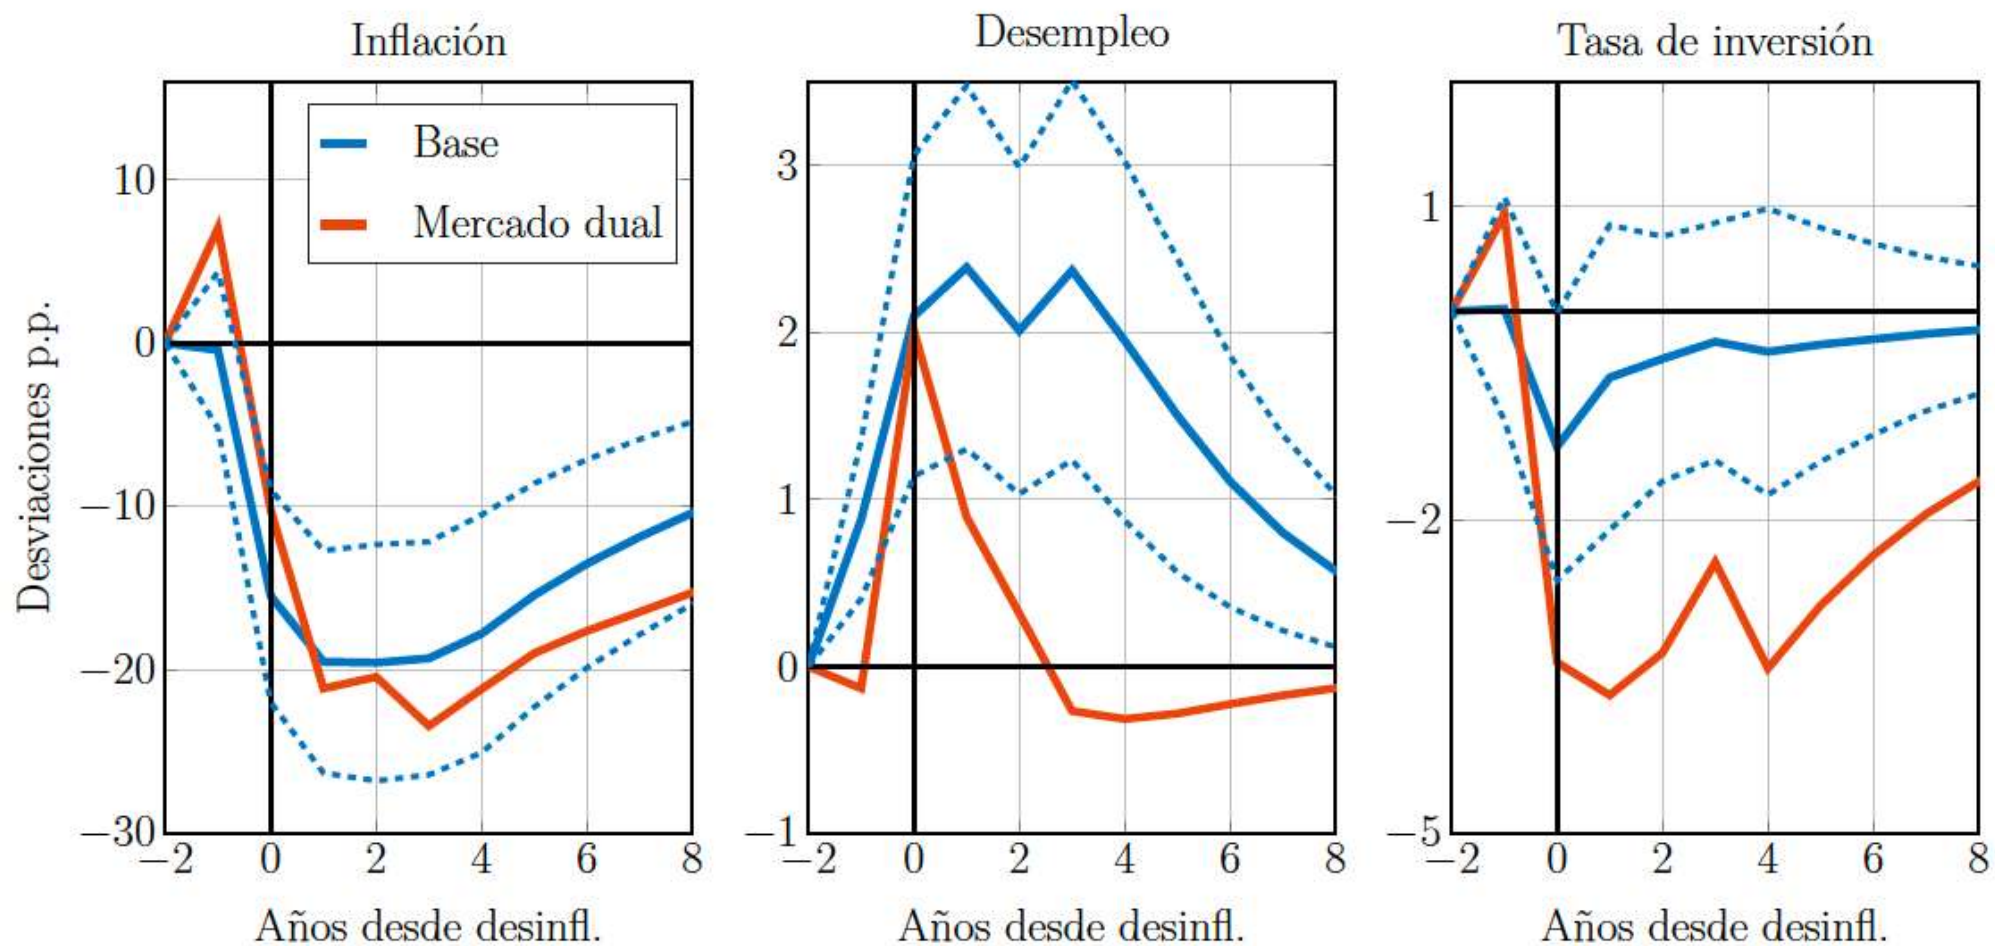 Inflación
Desempleo
Tasa de inversión
Base
Mercado dual
Desviaciones p.p.
10
0
−10
−20
−30
−2 0 2 4 6 8
Años desde desinfl.
3
2
1
0
−1
−2 0 2 4 6 8
Años desde desinfl.
1
−2
−5
−2 0 2 4 6 8
Años desde desinfl.